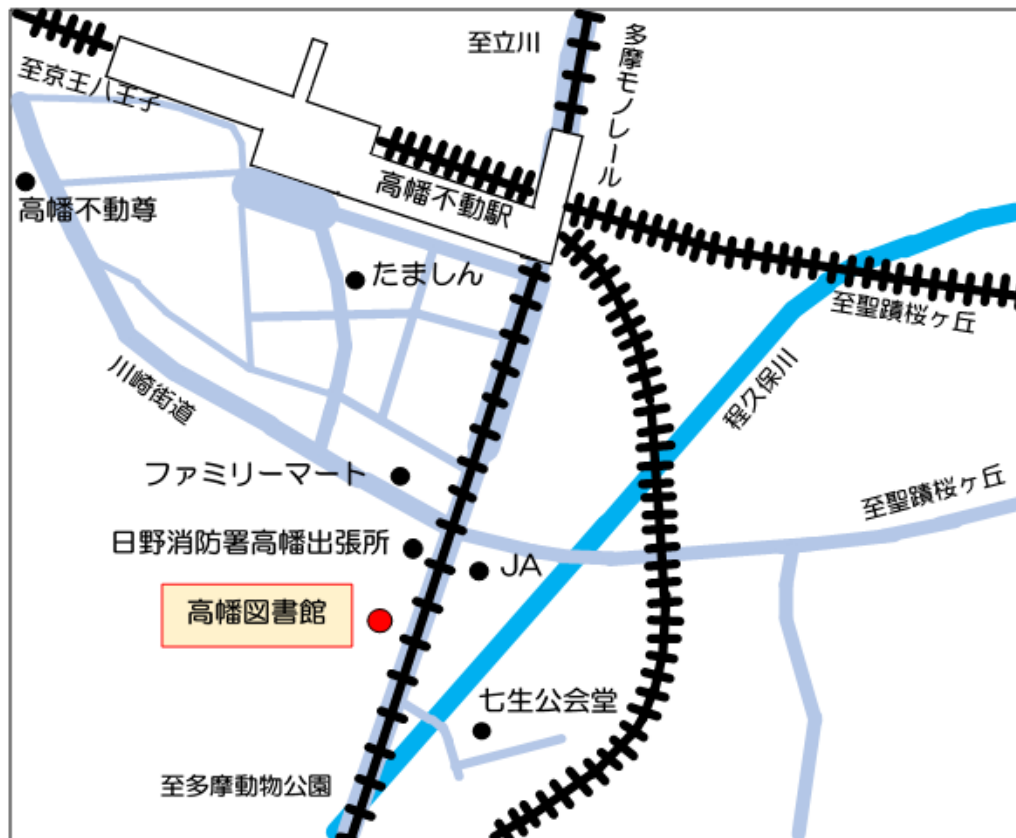 至立川
多摩モノレール
至京王八王子
高幡不動尊
高幡不動駅
たましん
至聖蹟桜ヶ丘
川崎街道
程久保川
ファミリーマート
至聖蹟桜ヶ丘
日野消防署高幡出張所
JA
高幡図書館
七生公会堂
至多摩動物公園